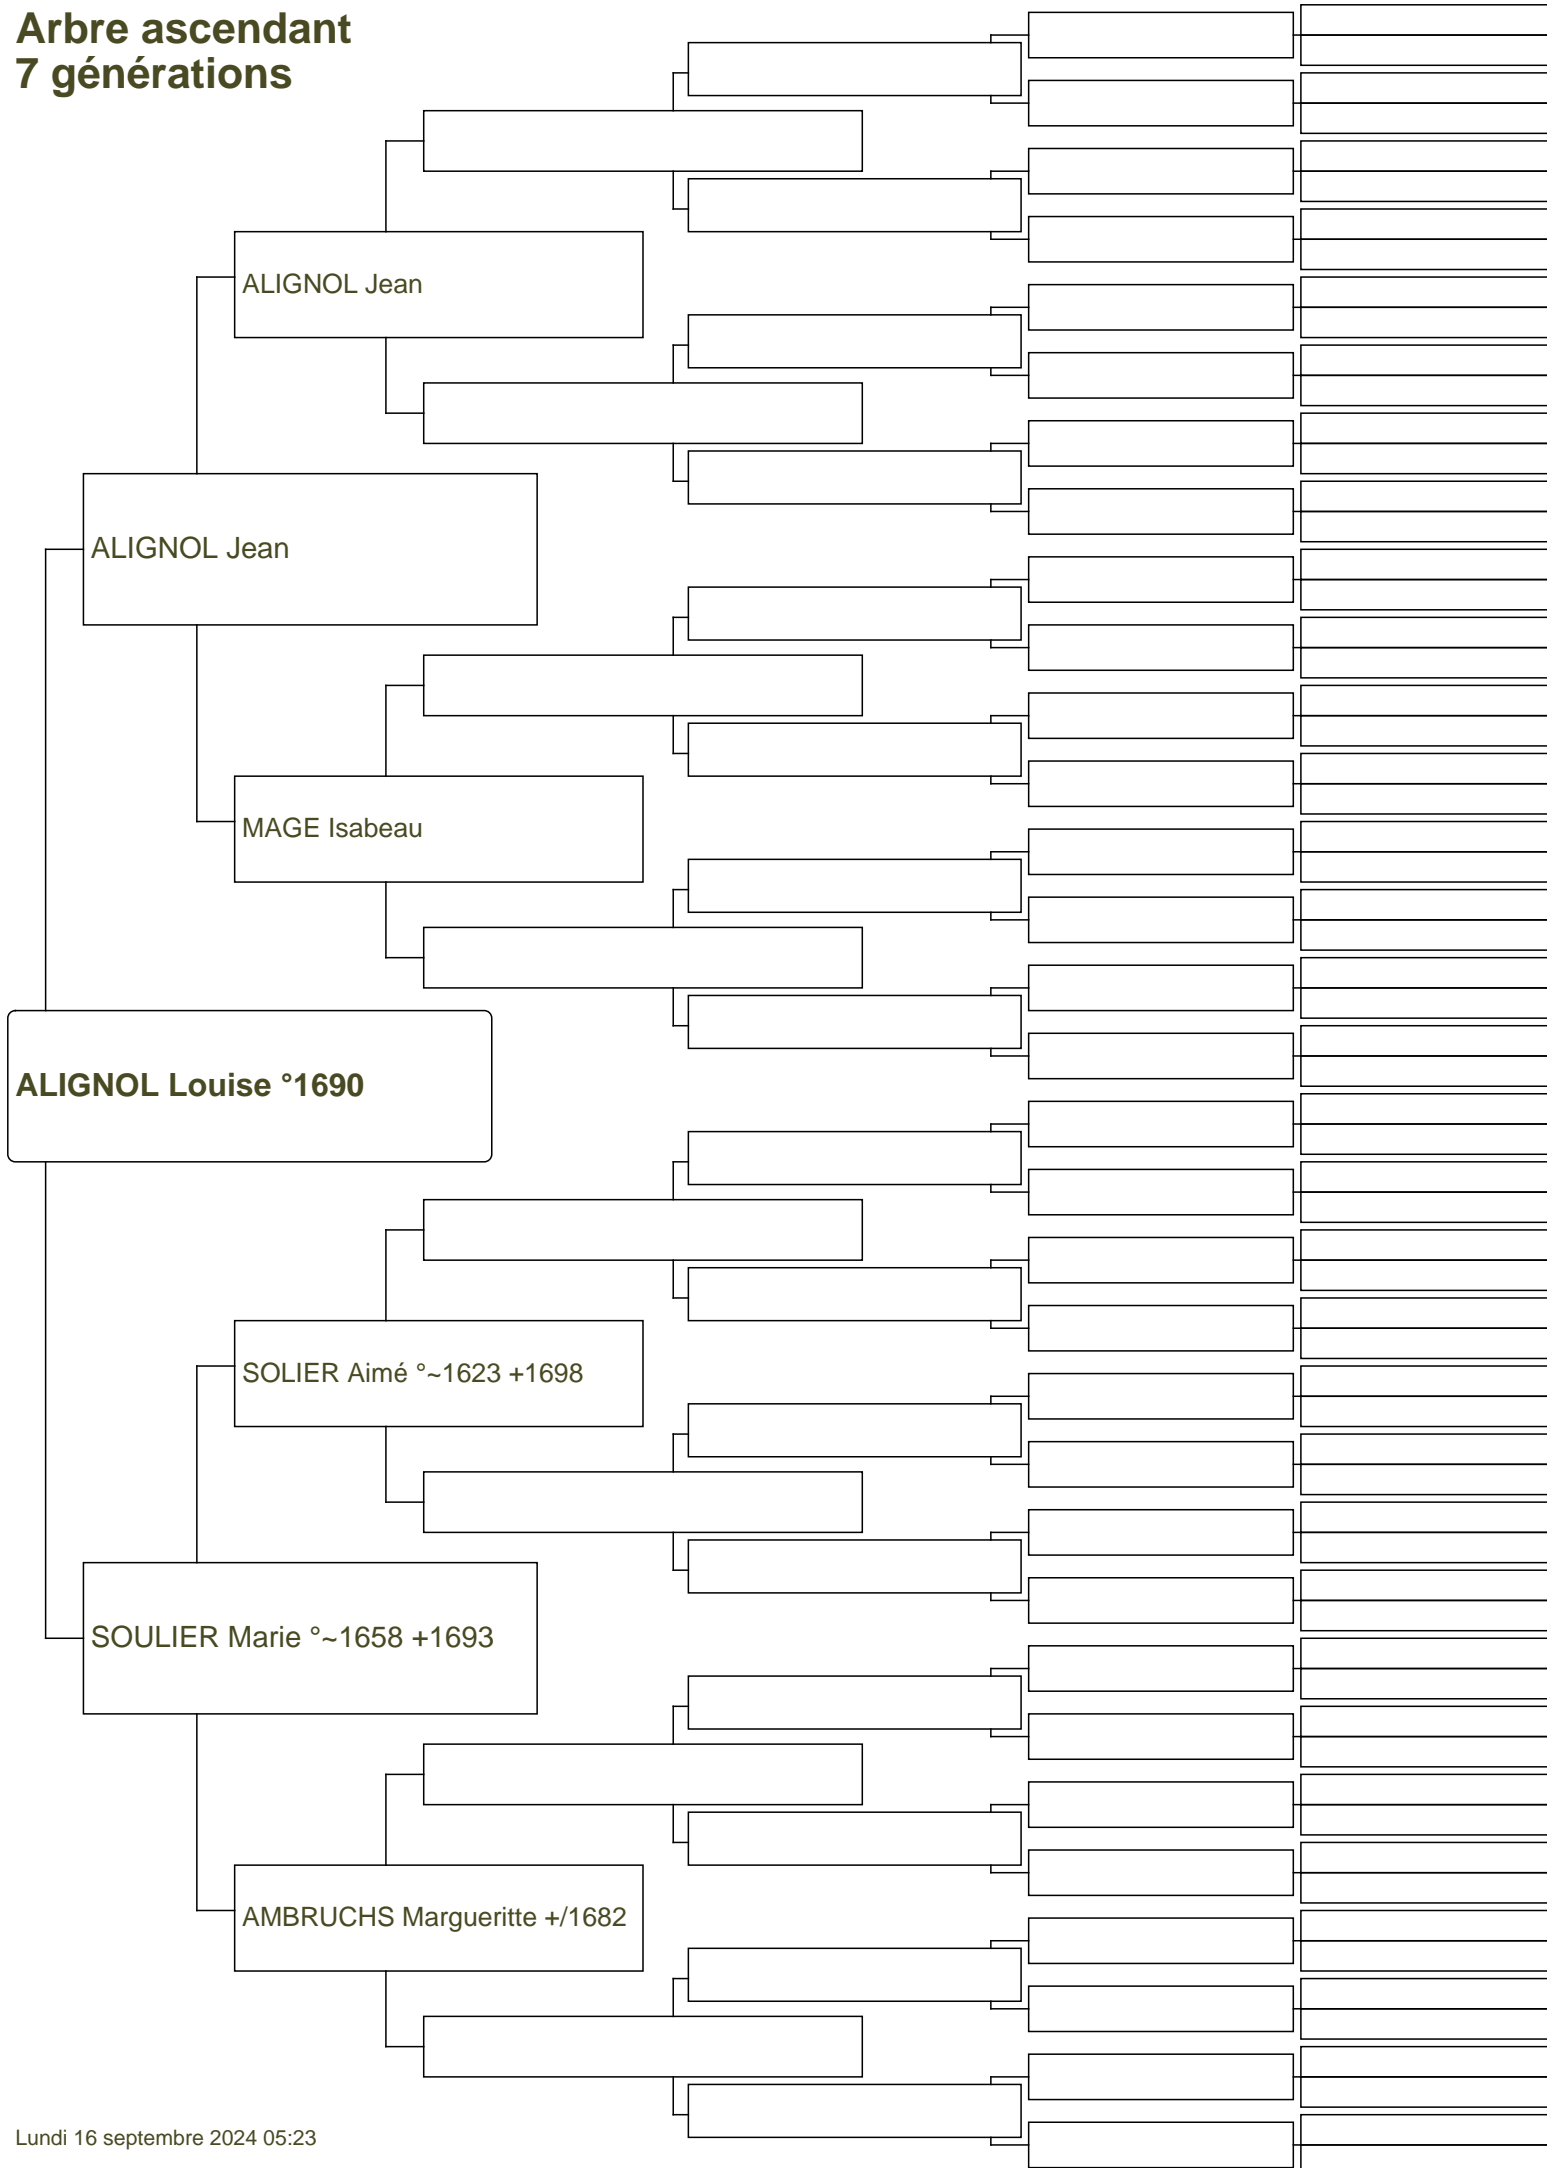 Arbre ascendant
7 générations
ALIGNOL Jean
ALIGNOL Jean
MAGE Isabeau
ALIGNOL Louise °1690
SOLIER Aimé °~1623 +1698
SOULIER Marie °~1658 +1693
AMBRUCHS Margueritte +/1682
Lundi 16 septembre 2024 05:23